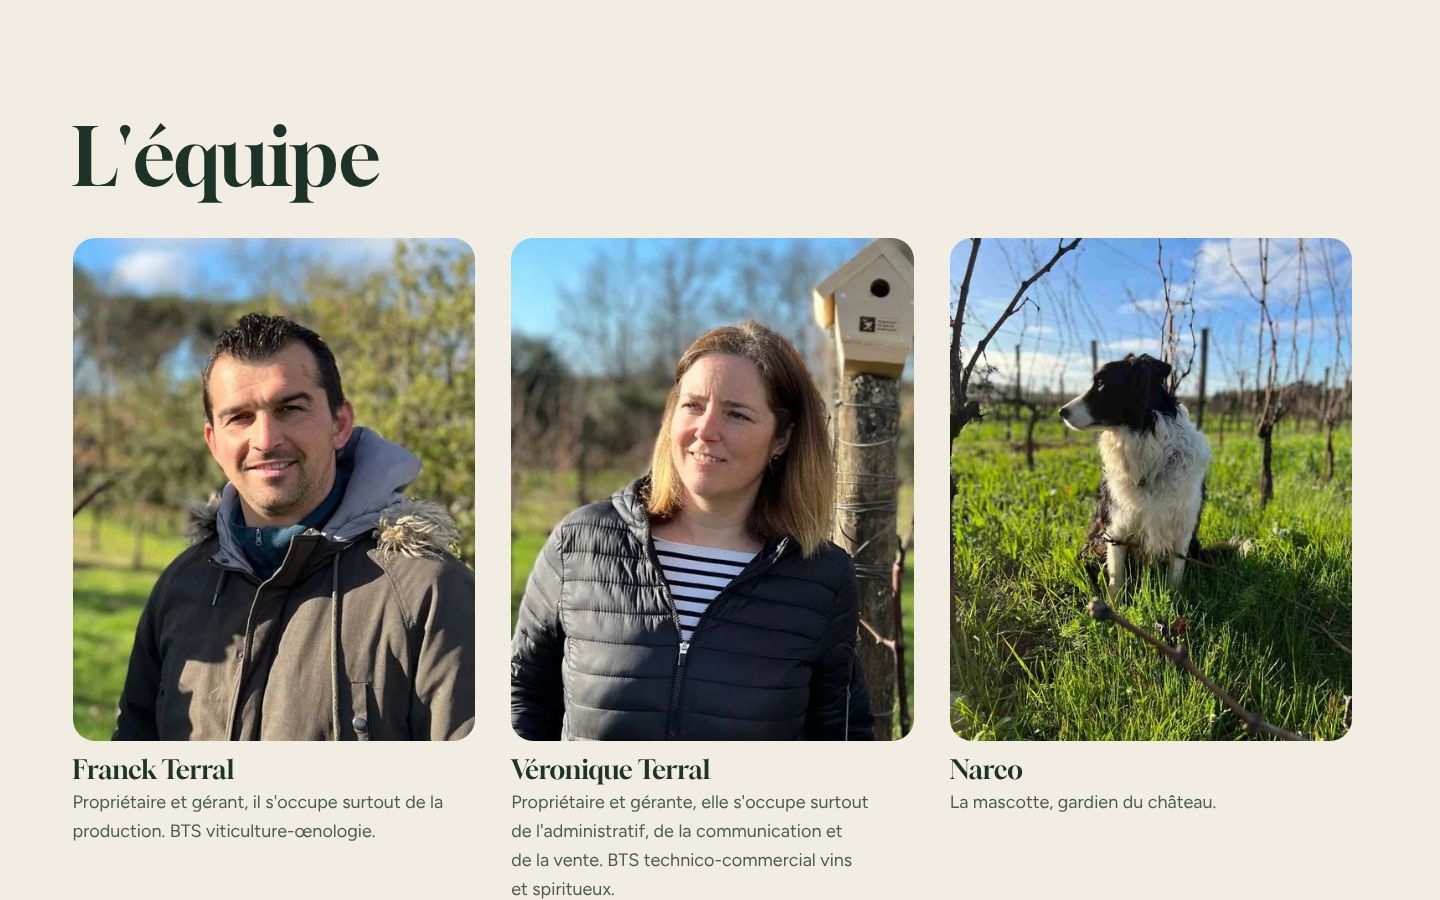 L'équipe
Franck Terral
Propriétaire et gérant, il s'occupe surtout de la
production. BTS viticulture-œnologie.
Véronique Terral
Propriétaire et gérante, elle s'occupe surtout
de l'administratif, de la communication et
de la vente. BTS technico-commercial vins
et spiritueux.
Narco
La mascotte, gardien du château.